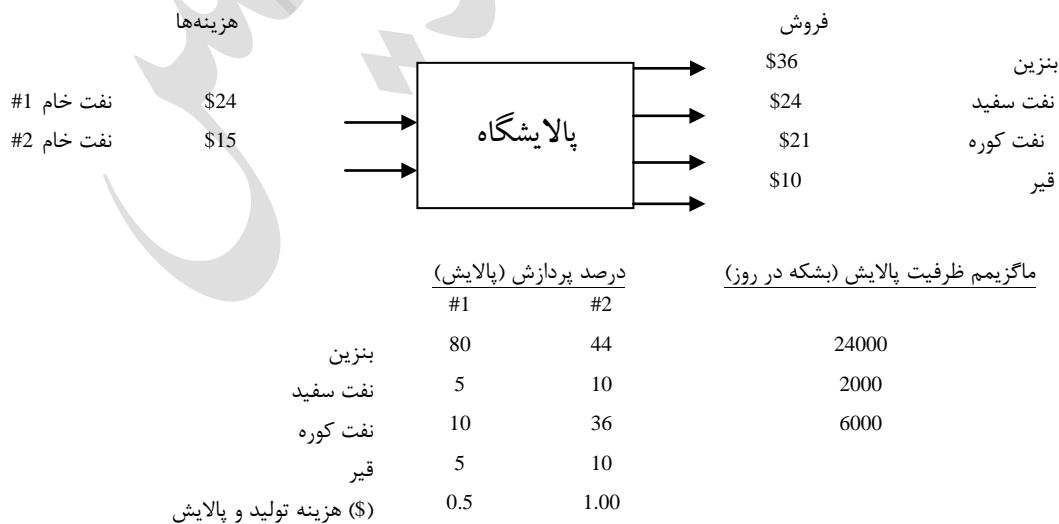 فروش هزینه‌ها
بنزین $36
نفت سفید $24 $24 نفت خام #1
نفت کوره $21 پالایشگاه $15 نفت خام #2
قیر $10
ماگزیمم ظرفیت پالایش (بشکه در روز) درصد پردازش (پالایش)
#1 #2
بنزین 80 44 24000
نفت سفید 5 10 2000
نفت کوره 10 36 6000
قیر 5 10
($) هزینه تولید و پالایش 0.5 1.00